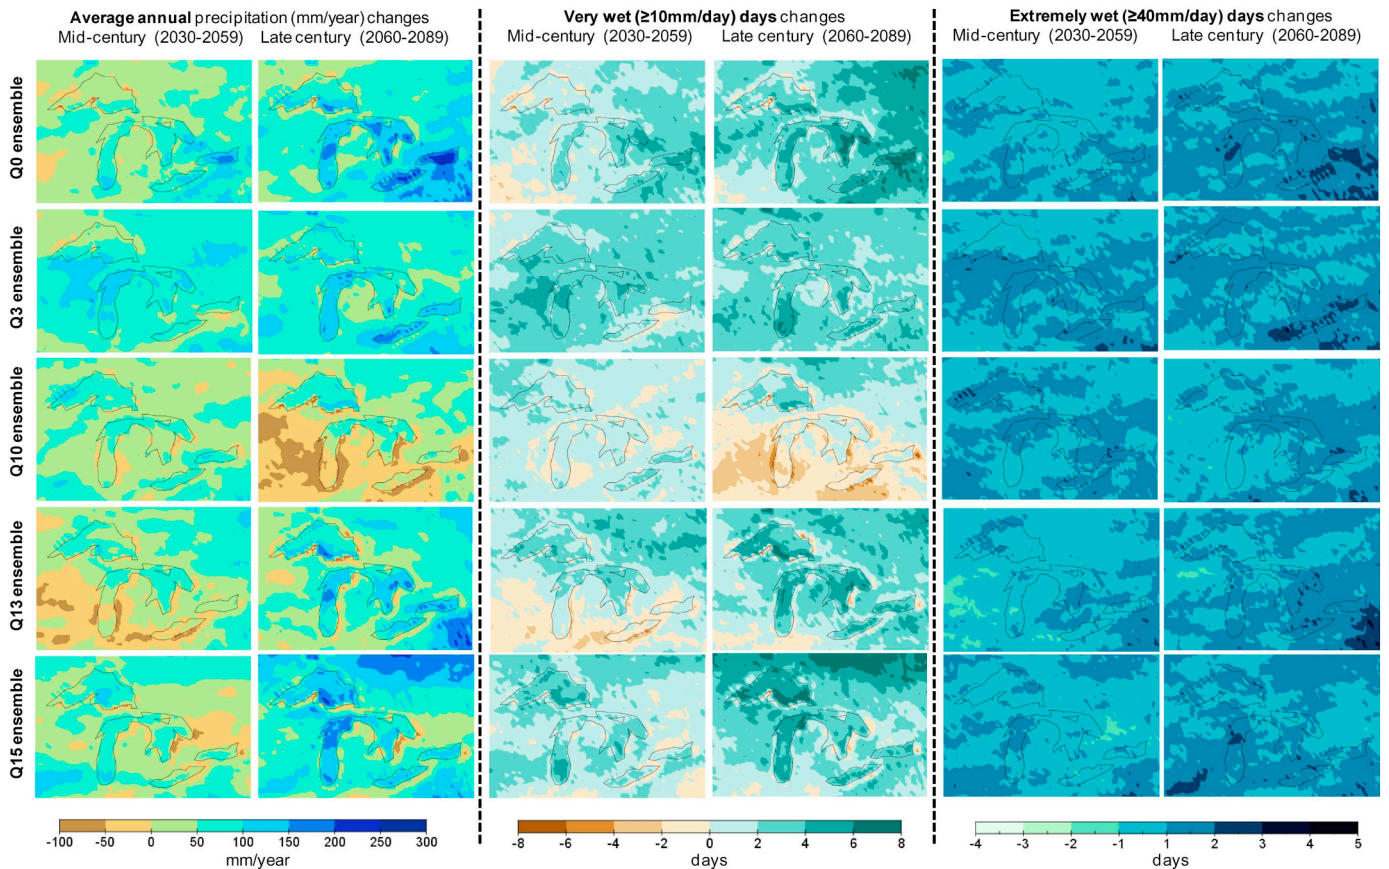 Average annual precipitation (mm/year) changes
Mid-century (2030-2059) Late century (2060-2089)
Very wet (≥10mm/day) days changes
Mid-century (2030-2059) Late century (2060-2089)
Extremely wet (≥40mm/day) days changes
Mid-century (2030-2059) Late century (2060-2089)
Q0 ensemble
Q3 ensemble
Q10 ensemble
Q13 ensemble
Q15 ensemble
-100 -50 0 50 100 150 200 250 300
mm/year
-8 -6 -4 -2 0 2 4 6 8
days
-4 -3 -2 -1 0 1 2 3 4 5
days